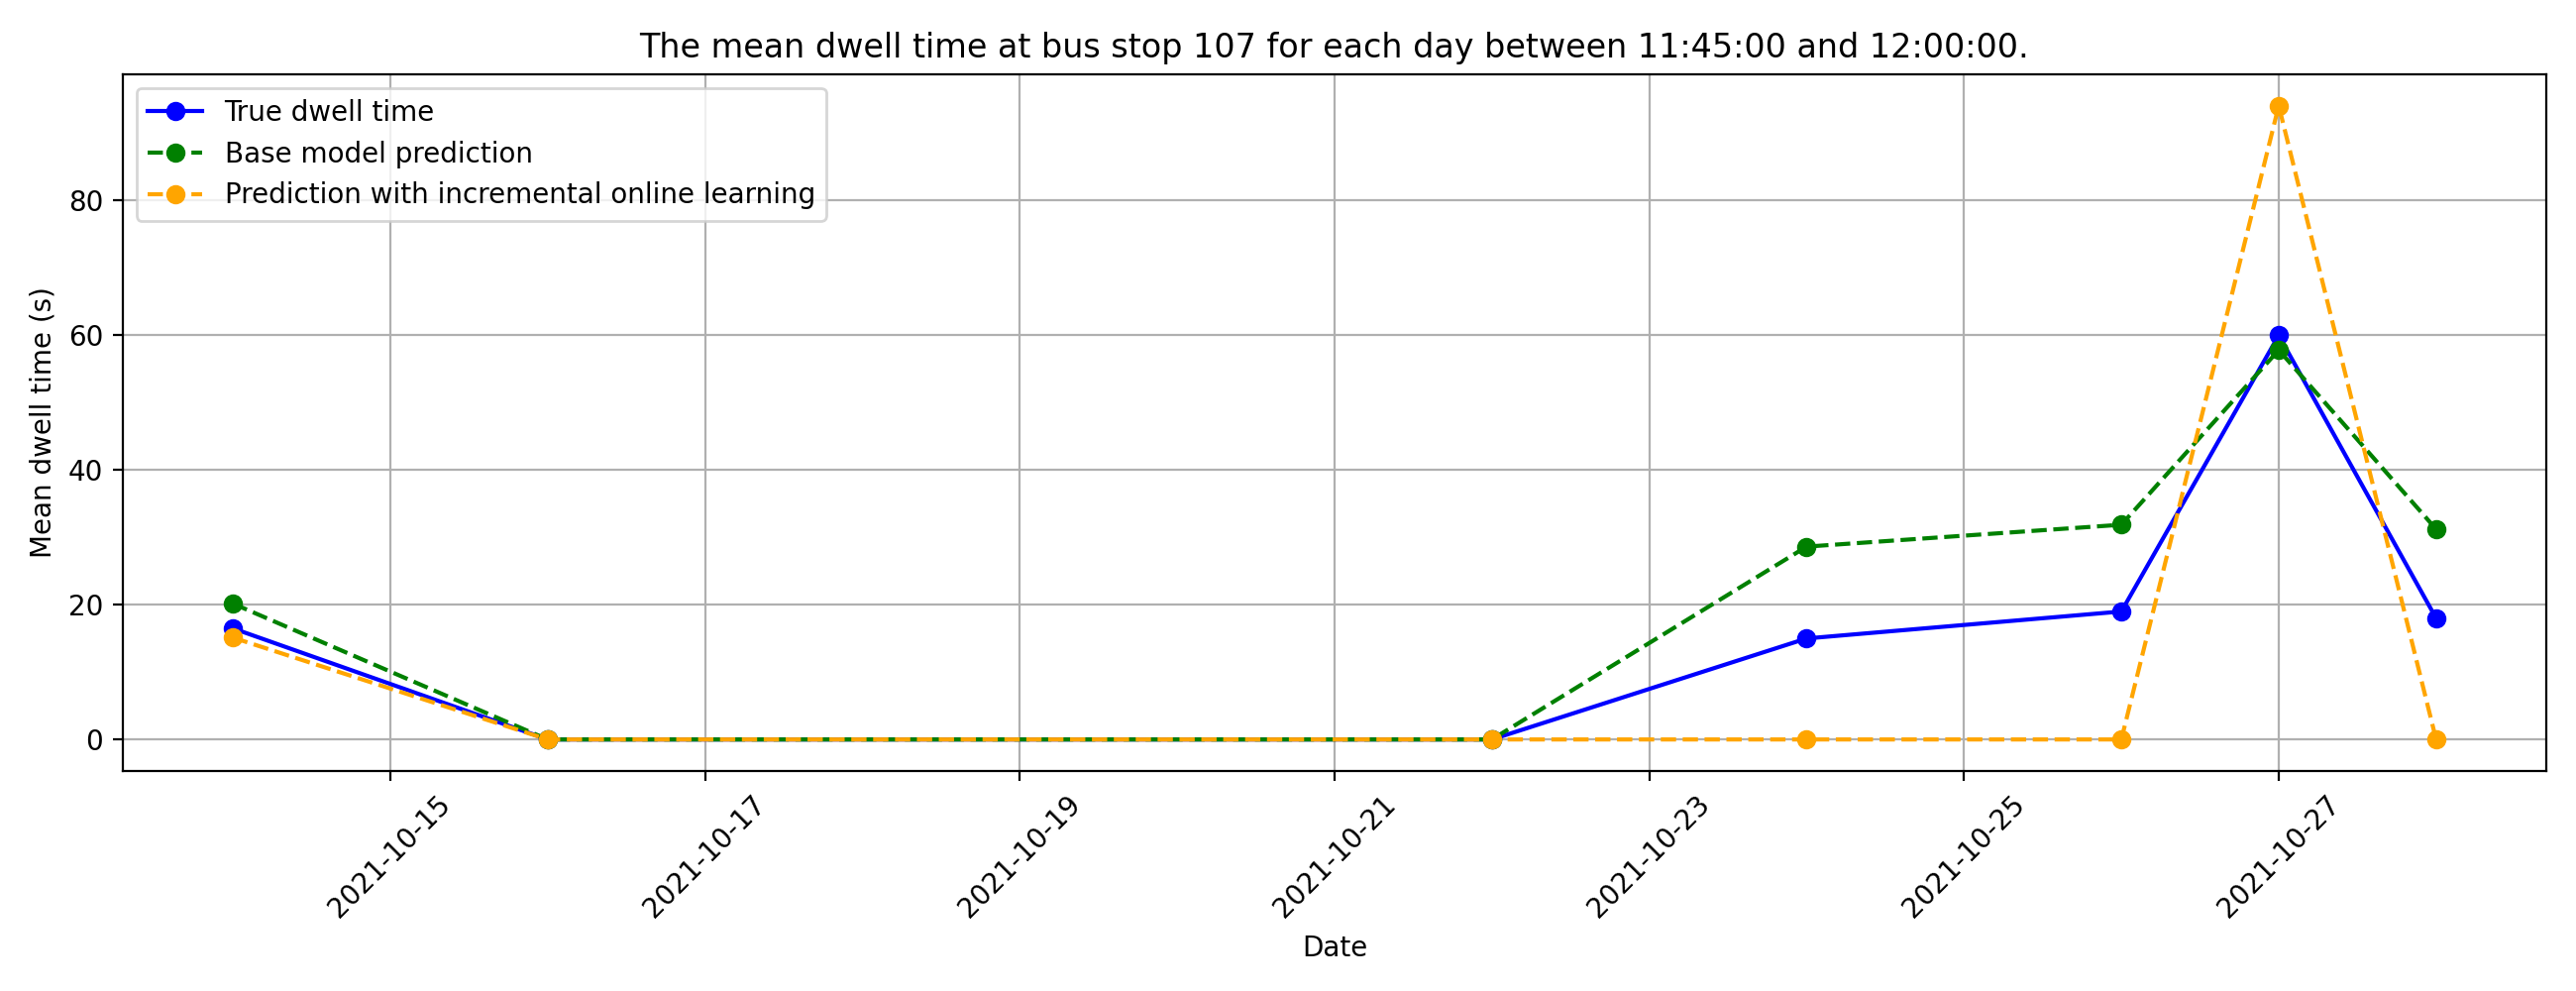 The mean dwell time at bus stop 107 for each day between 11:45:00 and 12:00:00.
True dwell time
Base model prediction
Prediction with incremental online learning
Mean dwell time (s)
80
60
40
20
0
2021-10-15
2021-10-17
2021-10-19
2021-10-21
2021-10-23
2021-10-25
2021-10-27
Date